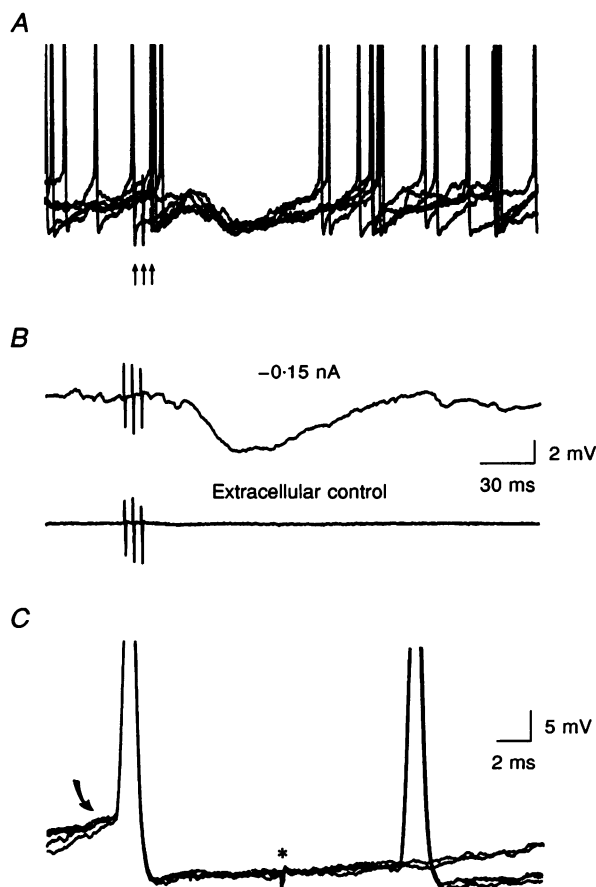 A
B
−0·15 nA
2 mV
30 ms
Extracellular control
C
5 mV
2 ms
*